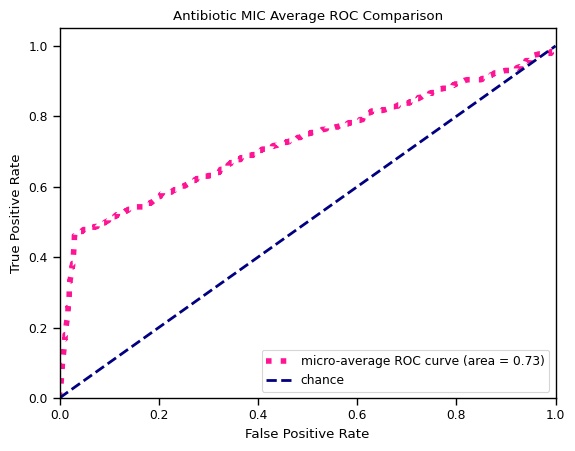 Antibiotic MIC Average ROC Comparison
True Positive Rate
1.0
0.8
0.6
0.4
0.2
0.0
micro-average ROC curve (area = 0.73)
chance
0.0 0.2 0.4 0.6 0.8 1.0
False Positive Rate